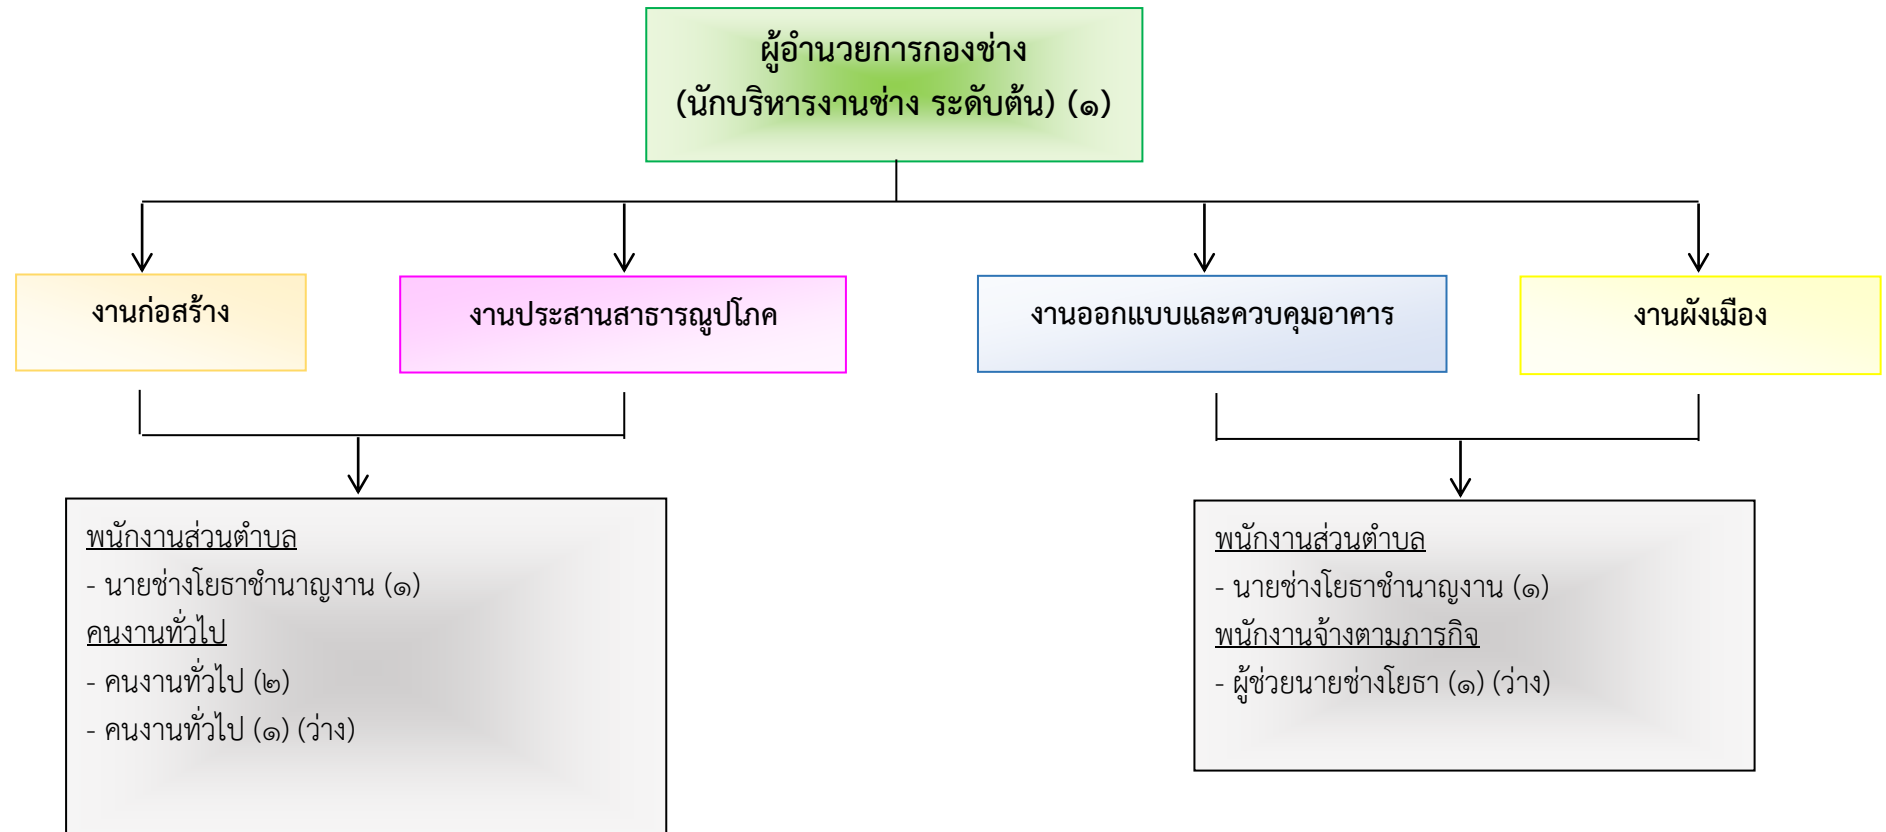 ผู้อำนวยการกองช่าง
(นักบริหารงานช่าง ระดับต้น) (๑)
งานก่อสร้าง
งานประสานสาธารณูปโภค
งานออกแบบและควบคุมอาคาร
งานผังเมือง
พนักงานส่วนตำบล
- นายช่างโยธาชำนาญงาน (๑)
คนงานทั่วไป
- คนงานทั่วไป (๒)
- คนงานทั่วไป (๑) (ว่าง)
พนักงานส่วนตำบล
- นายช่างโยธาชำนาญงาน (๑)
พนักงานจ้างตามภารกิจ
- ผู้ช่วยนายช่างโยธา (๑) (ว่าง)